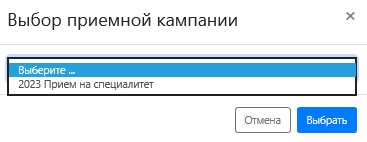 Выбор приемной кампании ×
Выберите ...
2023 Прием на специалитет
Отмена Выбрать